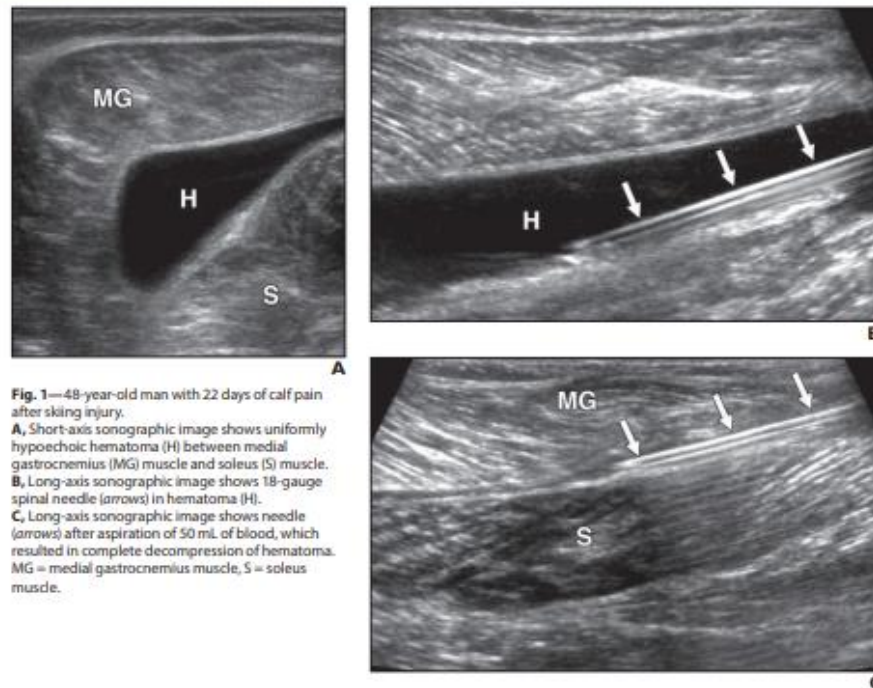 MG
H
S
A
H
B
Fig. 1—48-year-old man with 22 days of calf pain
after skiing injury.
A, Short-axis sonographic image shows uniformly
hypoechoic hematoma (H) between medial
gastrocnemius (MG) muscle and soleus (S) muscle.
B, Long-axis sonographic image shows 18-gauge
spinal needle (arrows) in hematoma (H).
C, Long-axis sonographic image shows needle
(arrows) after aspiration of 50 mL of blood, which
resulted in complete decompression of hematoma.
MG = medial gastrocnemius muscle, S = soleus
muscle.
MG
S
C